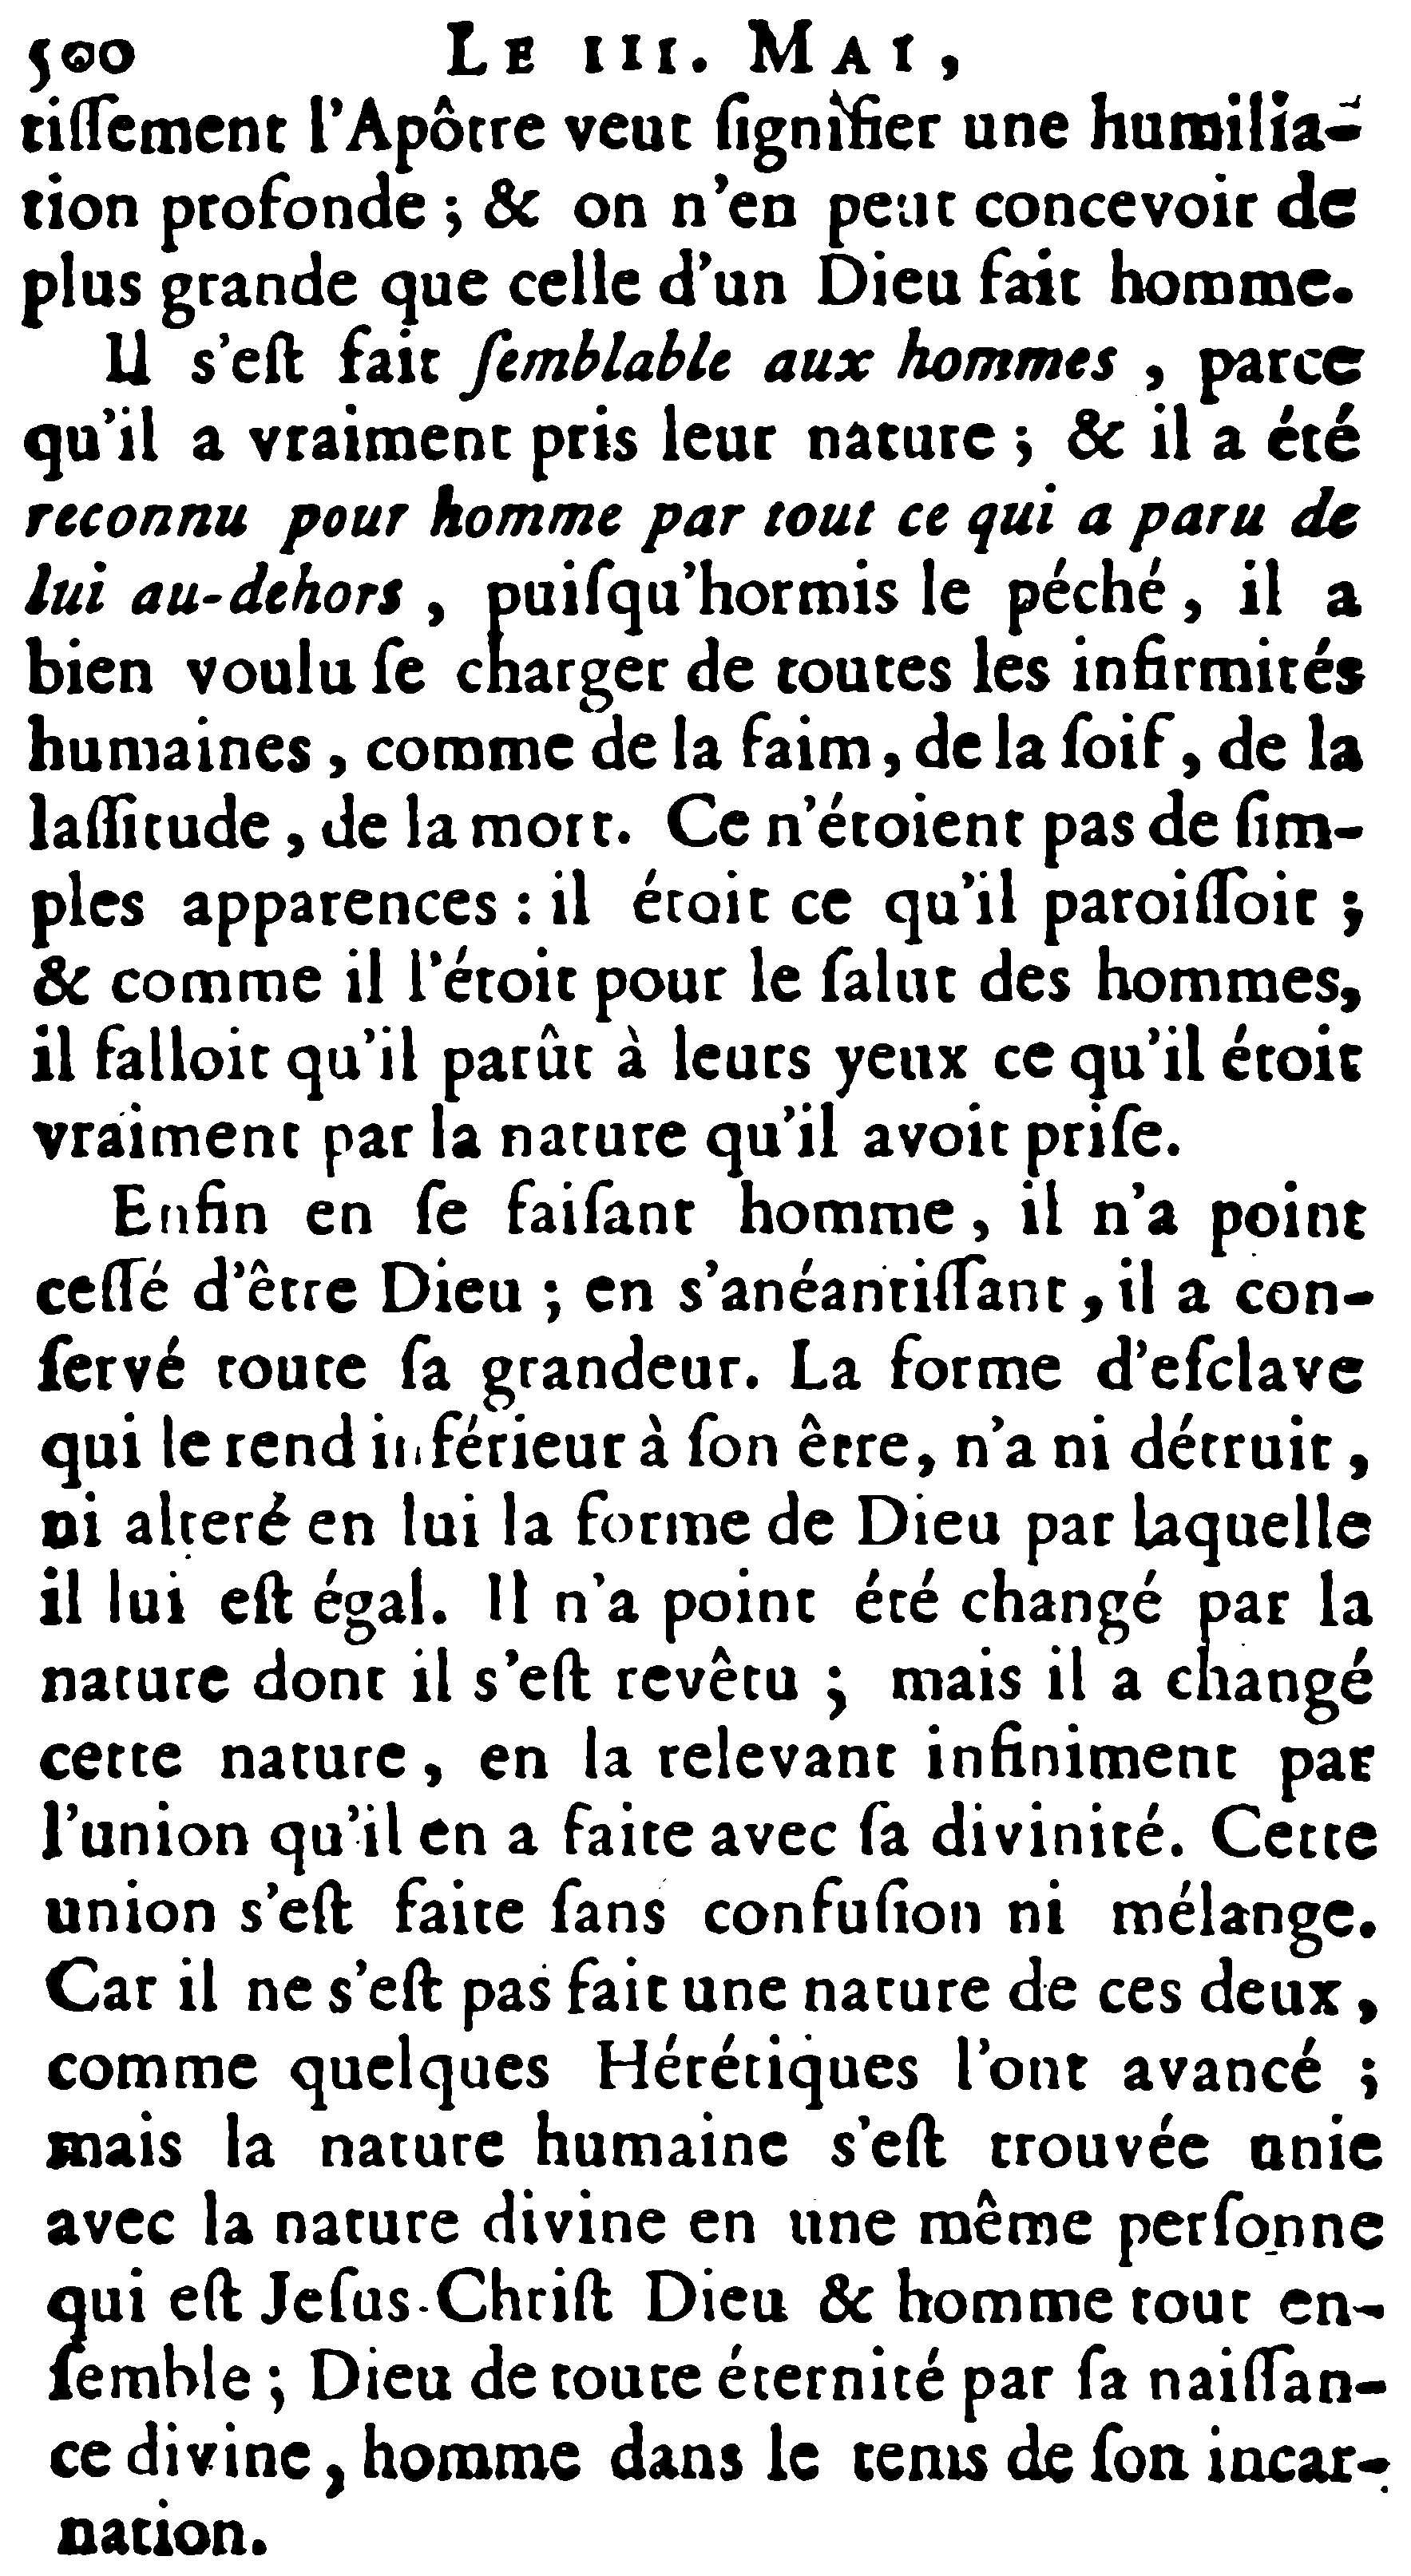 500 LE III. MAI,
tiſſement l'Apôtre veut ſignifier une humilia-
tion profonde ; & on n'en peut concevoir de
plus grande que celle d'un Dieu fait homme.
Il s'eſt fait ſemblable aux hommes , parce
qu'il a vraiment pris leur nature ; & il a été
reconnu pour homme par tout ce qui a paru de
lui au-dehors , puiſqu'hormis le péché , il a
bien voulu ſe charger de toutes les infirmités
humaines , comme de la faim , de la ſoif , de la
laſſitude , de la mort. Ce n'étoient pas de ſim-
ples apparences : il étoit ce qu'il paroiſſoit ;
& comme il l'étoit pour le ſalut des hommes,
il falloit qu'il parût à leurs yeux ce qu'il étoit
vraiment par la nature qu'il avoit priſe.
Enfin en ſe faiſant homme , il n'a point
ceſſé d'être Dieu ; en s'anéantiſſant , il a con-
ſervé toute ſa grandeur. La forme d'eſclave
qui le rend inférieur à ſon être, n'a ni détruit ,
ni alteré en lui la forme de Dieu par laquelle
il lui eſt égal. Il n'a point été changé par la
nature dont il s'eſt revêtu ; mais il a changé
cette nature , en la relevant infiniment par
l'union qu'il en a faite avec ſa divinité. Cette
union s'eſt faite ſans confuſion ni mélange.
Car il ne s'eſt pas fait une nature de ces deux ,
comme quelques Hérétiques l'ont avancé ;
mais la nature humaine s'eſt trouvée unie
avec la nature divine en une même perſonne
qui eſt Jeſus-Chriſt Dieu & homme tout en-
ſemble ; Dieu de toute éternité par ſa naiſſan-
ce divine , homme dans le tems de ſon incar-
nation.